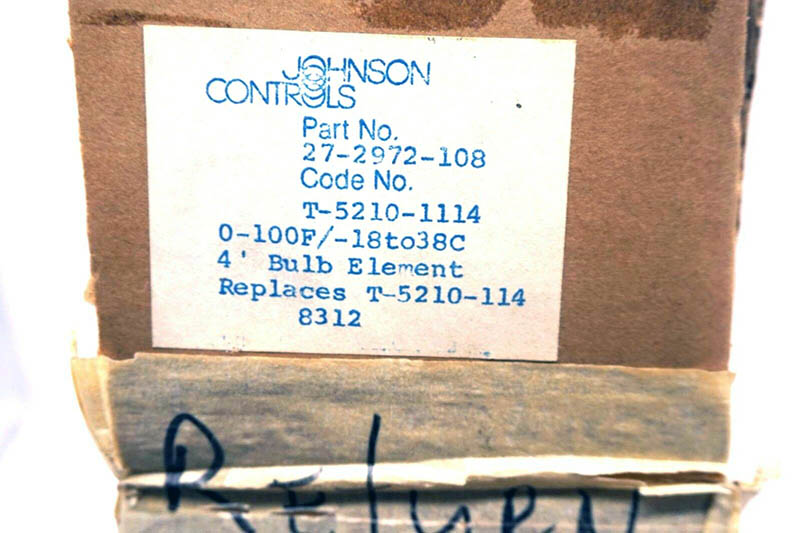 JOHNSON
CONTROLS
Part No.
27-2972-108
Code No.
T-5210-1114
0-100F/-18to38C
4' Bulb Element
Replaces T-5210-114
8312
RETURN